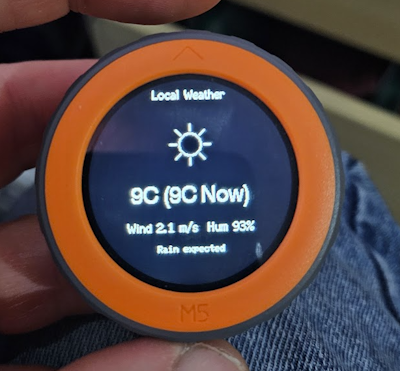 Local Weather
9C (9C Now)
Wind 2.1 m/s Hum 93%
Rain expected
M5